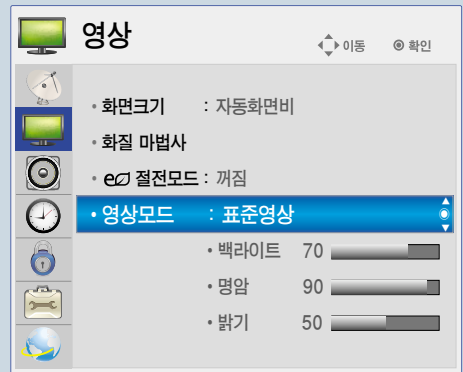 영상
이동 ◉ 확인
• 화면크기 : 자동화면비
• 화질 마법사
• e 절전모드 : 꺼짐
• 영상모드 : 표준영상
• 백라이트 70
• 명암 90
• 밝기 50